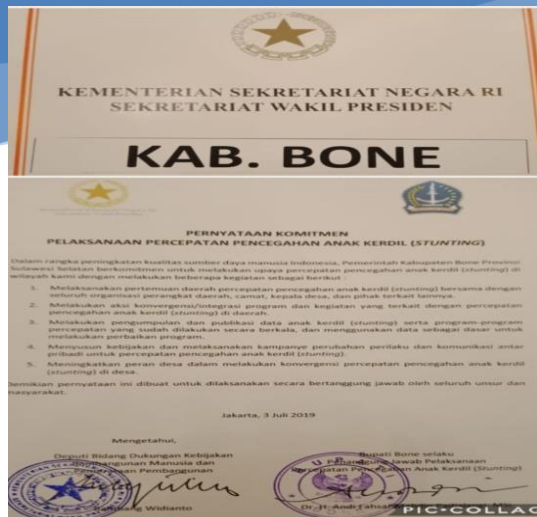 KEMENTERIAN SEKRETARIAT NEGARA RI
SEKRETARIAT WAKIL PRESIDEN
KAB. BONE
PERNYATAAN KOMITMEN
PELAKSANAAN PERCEPATAN PENCEGAHAN ANAK KERDIL (STUNTING)
Dalam rangka peningkatan kualitas sumber daya manusia Indonesia, Pemerintah Kabupaten Bone Provinsi
Sulawesi Selatan berkomitmen untuk melakukan upaya percepatan pencegahan anak kerdil (stunting) di
wilayah kami dengan melakukan beberapa kegiatan sebagai berikut :
1. Melaksanakan pertemuan daerah percepatan pencegahan anak kerdil (stunting) bersama dengan
seluruh organisasi perangkat daerah, camat, kepala desa, dan pihak terkait lainnya.
2. Melakukan aksi konvergensi/integrasi program dan kegiatan yang terkait dengan percepatan
pencegahan anak kerdil (stunting) di daerah.
3. Melakukan pengumpulan dan publikasi data anak kerdil (stunting) serta program-program
percepatan yang sudah dilakukan secara berkala, dan menggunakan data sebagai dasar untuk
melakukan perbaikan program.
4. Menyusun kebijakan dan melaksanakan kampanye perubahan perilaku dan komunikasi antar
pribadi untuk percepatan pencegahan anak kerdil (stunting).
5. Meningkatkan peran desa dalam melakukan konvergensi percepatan pencegahan anak kerdil
(stunting) di desa.
Demikian pernyataan ini dibuat untuk dilaksanakan secara bertanggung jawab oleh seluruh unsur dan
masyarakat.
Jakarta, 3 Juli 2019
Mengetahui,
Deputi Bidang Dukungan Kebijakan
Pembangunan Manusia dan
Pembangunan
Bupati Bone selaku
Penanggung Jawab Pelaksanaan
Percepatan Pencegahan Anak Kerdil (Stunting)
Bambang Widianto
Dr. H. Andi
PIC•COLLAG